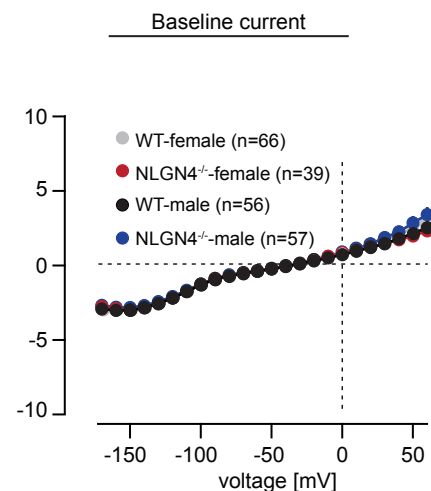 Baseline current
10
WT-female (n=66)
NLGN4⁻/⁻-female (n=39)
5
WT-male (n=56)
NLGN4⁻/⁻-male (n=57)
0
-5
-10
-150 -100 -50 0 50
voltage [mV]